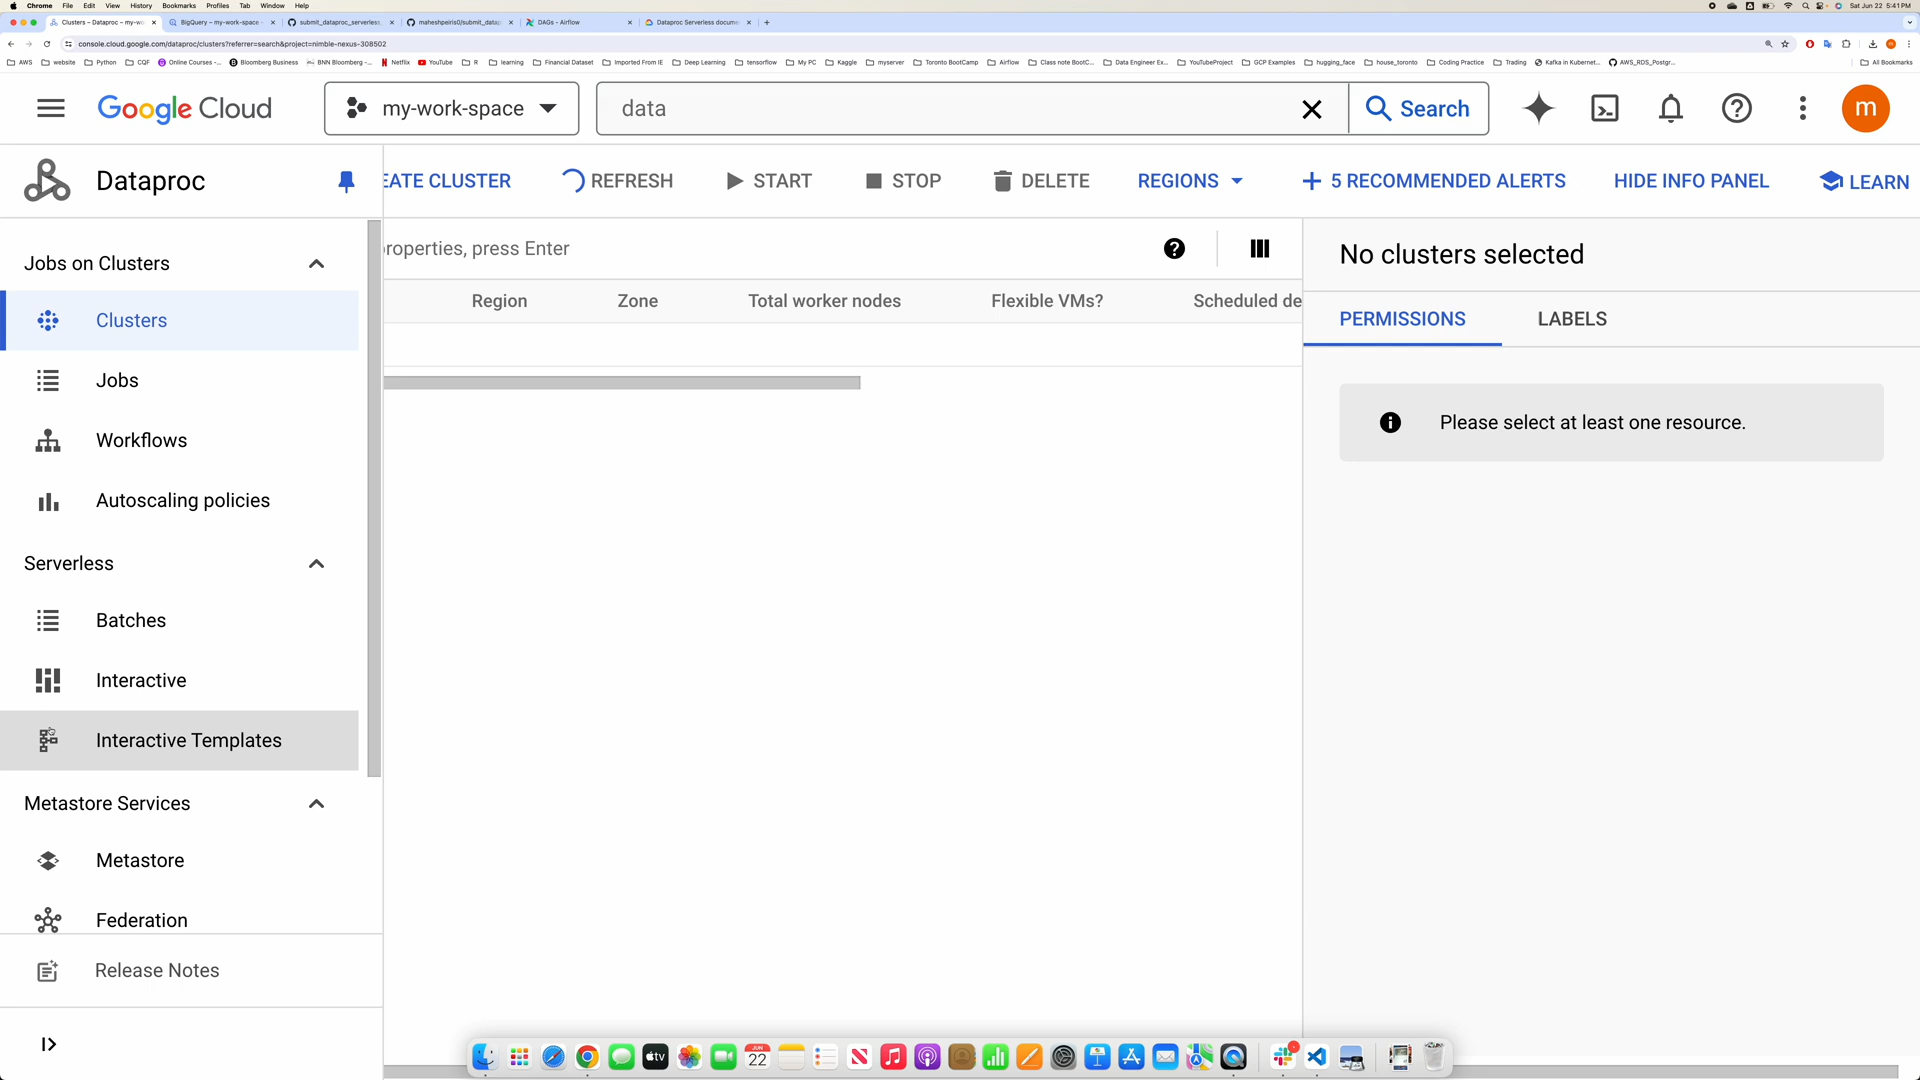 Chrome File Edit View History Bookmarks Profiles Tab Window Help Sat Jun 22 5:41 PM
Clusters – Dataproc – my-wo BigQuery – my-work-space - submit_dataproc_serverless, maheshpeiris0/submit_datap DAGs - Airflow Dataproc Serverless docume
console.cloud.google.com/dataproc/clusters?referrer=search&project=nimble-nexus-308502
AWS website Python CQF Online Courses -... Bloomberg Business BNN Bloomberg -... Netflix YouTube R learning Financial Dataset Imported From IE Deep Learning tensorflow My PC Kaggle myserver Toronto BootCamp Airflow Class note BootC... Data Engineer Ex... YouTubeProject GCP Examples hugging_face house_toronto Coding Practice Trading Kafka in Kubernet... AWS_RDS_Postgr... All Bookmarks
Google Cloud my-work-space data Search m
Dataproc EATE CLUSTER REFRESH START STOP DELETE REGIONS 5 RECOMMENDED ALERTS HIDE INFO PANEL LEARN
Jobs on Clusters
Clusters
Jobs
Workflows
Autoscaling policies
Serverless
Batches
Interactive
Interactive Templates
Metastore Services
Metastore
Federation
Release Notes
roperties, press Enter
Region Zone Total worker nodes Flexible VMs? Scheduled de
No clusters selected
PERMISSIONS LABELS
Please select at least one resource.
JUN
22
tv